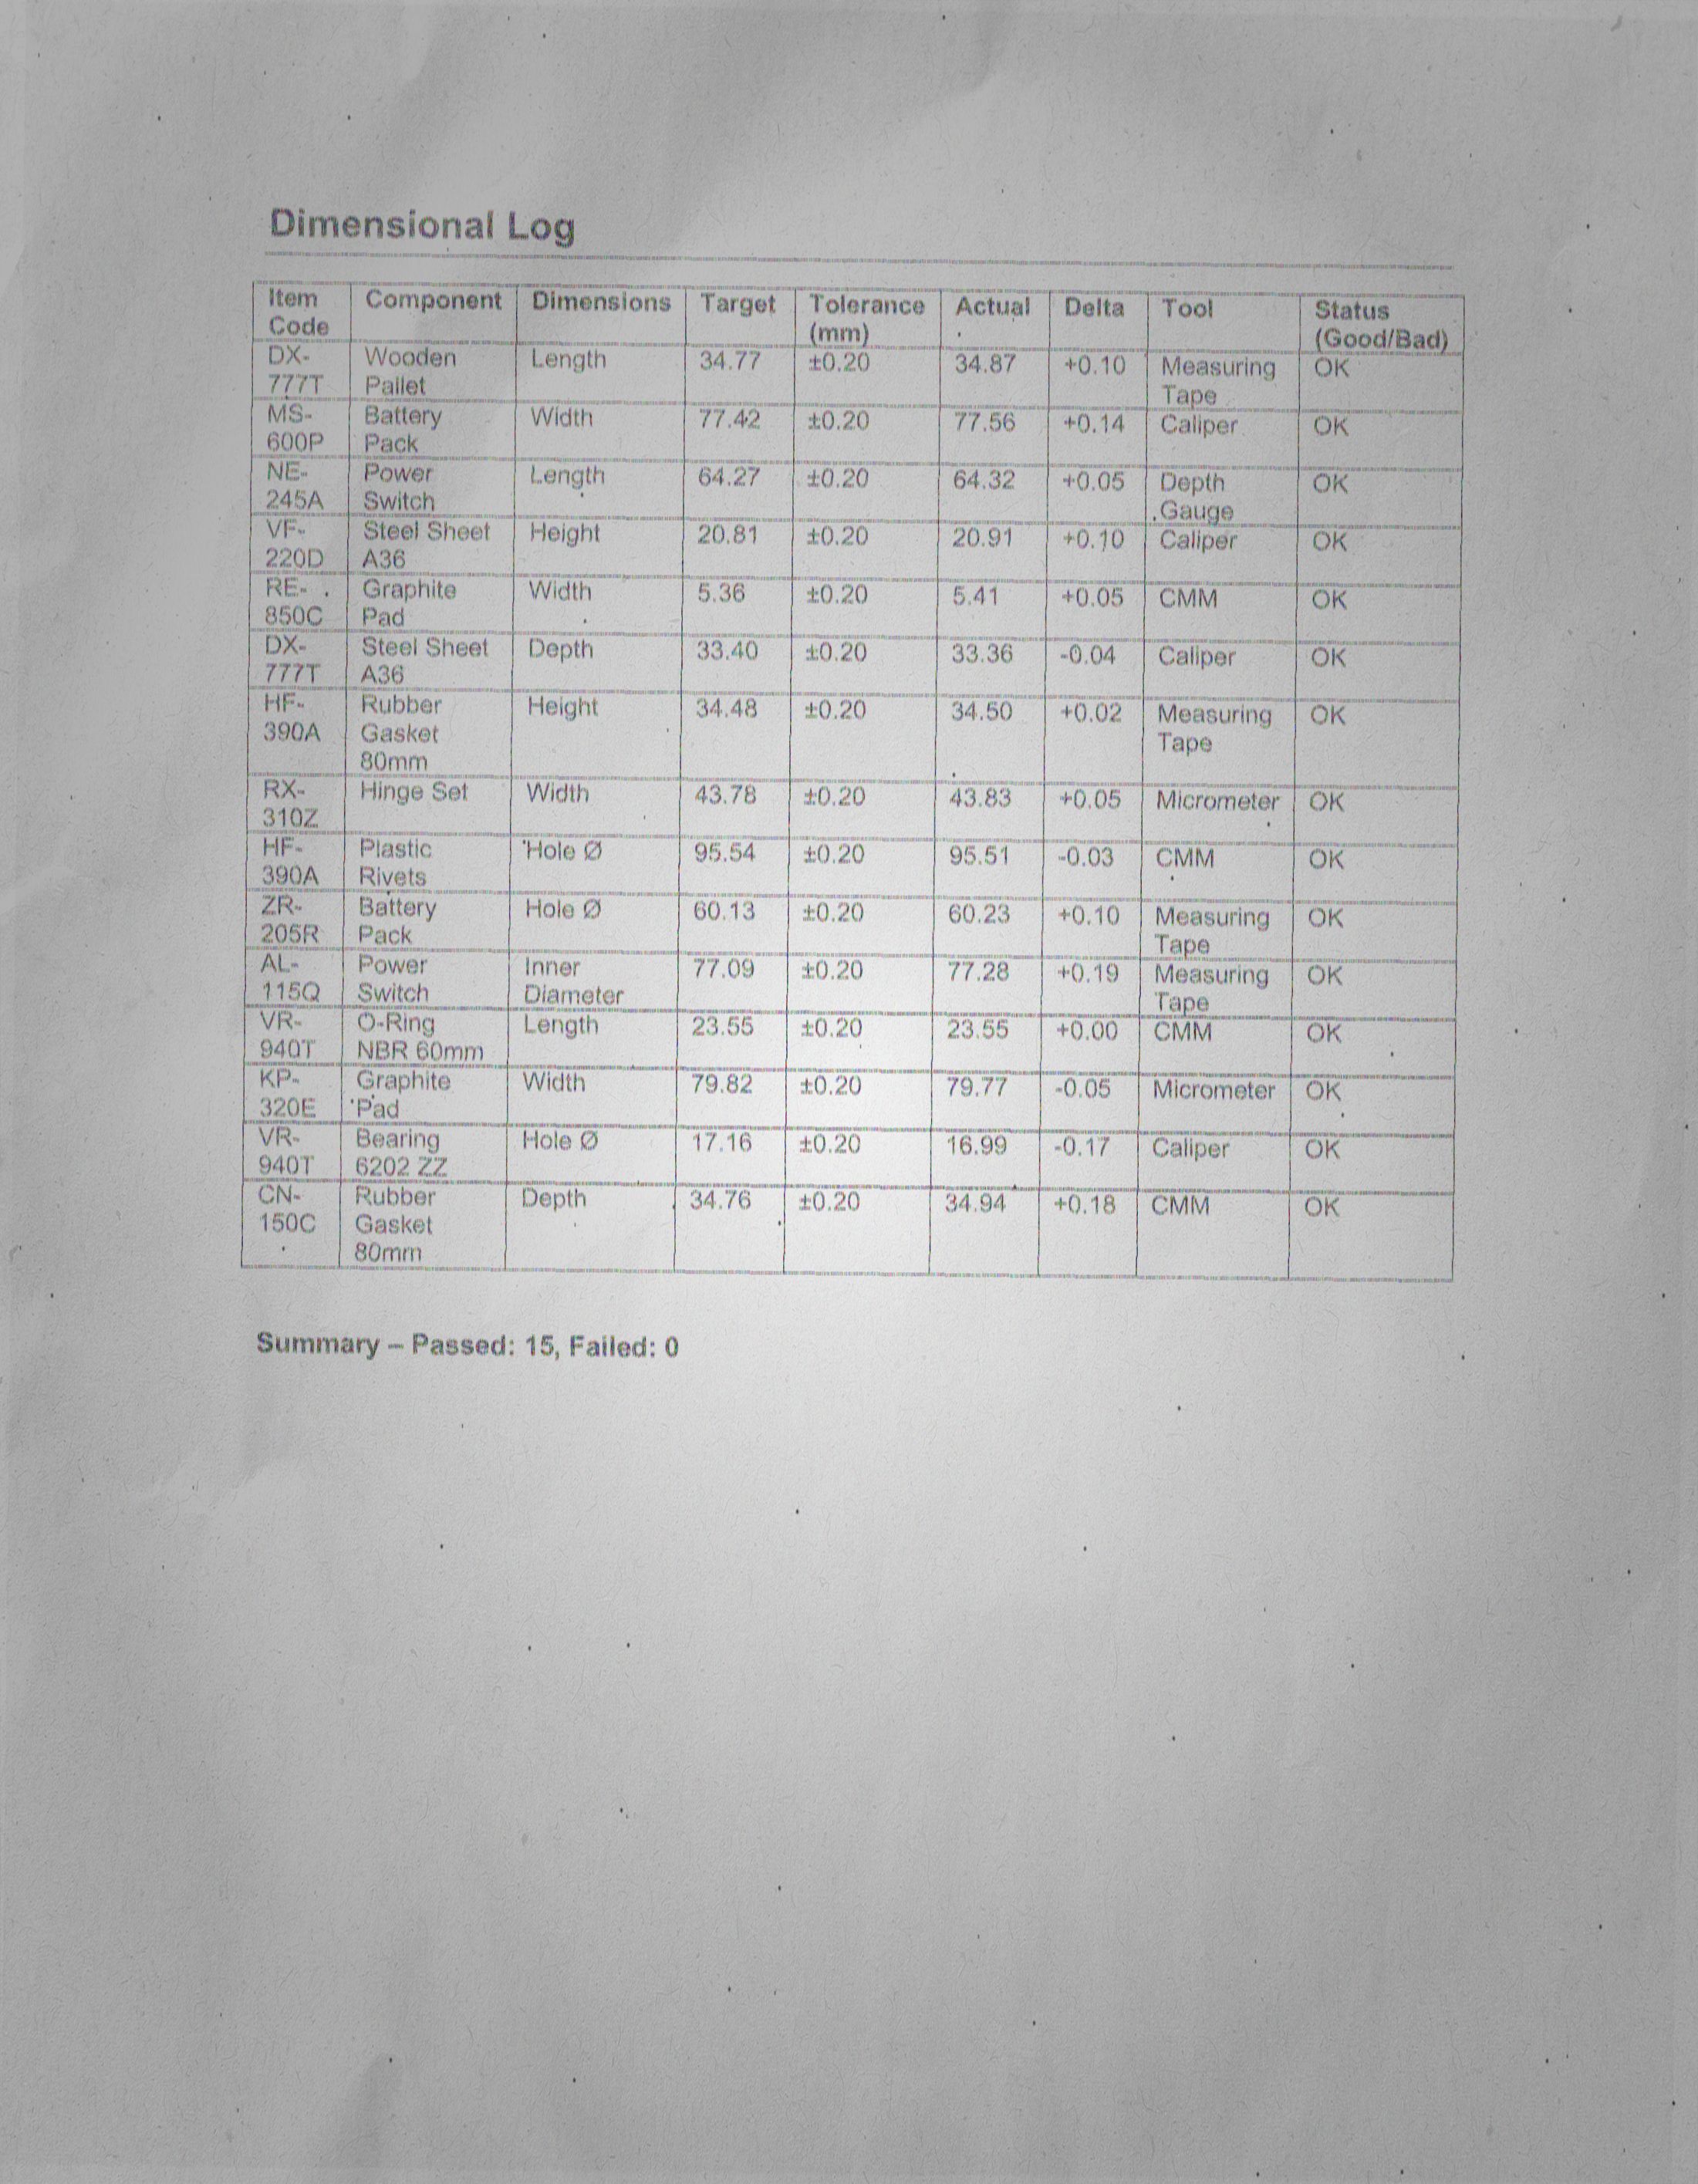 Dimensional Log
Item Code Component Dimensions Target Tolerance (mm) Actual Delta Tool Status (Good/Bad)
DX-777T Wooden Pallet Length 34.77 ±0.20 34.87 +0.10 Measuring Tape OK
MS-600P Battery Pack Width 77.42 ±0.20 77.56 +0.14 Caliper OK
NE-245A Power Switch Length 64.27 ±0.20 64.32 +0.05 Depth Gauge OK
VF-220D Steel Sheet A36 Height 20.81 ±0.20 20.91 +0.10 Caliper OK
RE-850C Graphite Pad Width 5.36 ±0.20 5.41 +0.05 CMM OK
DX-777T Steel Sheet A36 Depth 33.40 ±0.20 33.36 -0.04 Caliper OK
HF-390A Rubber Gasket 80mm Height 34.48 ±0.20 34.50 +0.02 Measuring Tape OK
RX-310Z Hinge Set Width 43.78 ±0.20 43.83 +0.05 Micrometer OK
HF-390A Plastic Rivets Hole Ø 95.54 ±0.20 95.51 -0.03 CMM OK
ZR-205R Battery Pack Hole Ø 60.13 ±0.20 60.23 +0.10 Measuring Tape OK
AL-115Q Power Switch Inner Diameter 77.09 ±0.20 77.28 +0.19 Measuring Tape OK
VR-940T O-Ring NBR 60mm Length 23.55 ±0.20 23.55 +0.00 CMM OK
KP-320E Graphite Pad Width 79.82 ±0.20 79.77 -0.05 Micrometer OK
VR-940T Bearing 6202 ZZ Hole Ø 17.16 ±0.20 16.99 -0.17 Caliper OK
CN-150C Rubber Gasket 80mm Depth 34.76 ±0.20 34.94 +0.18 CMM OK
Summary – Passed: 15, Failed: 0